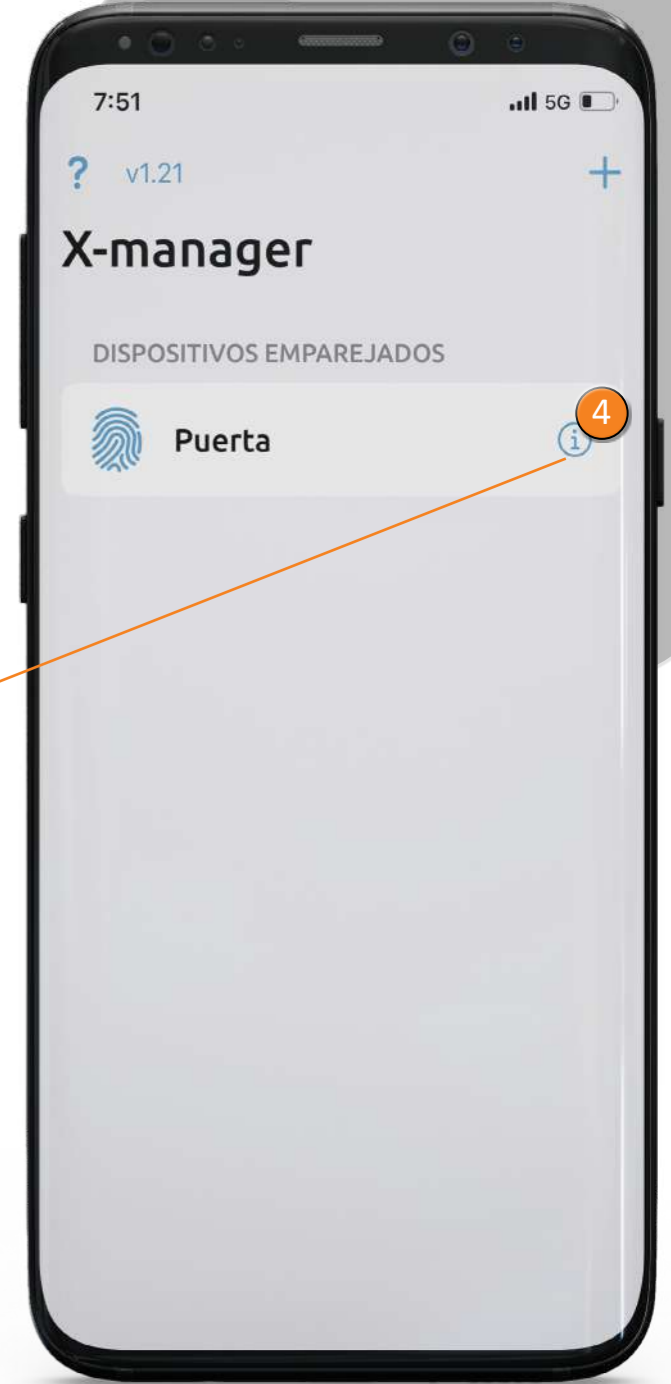 7:51 5G
? v1.21 +
X-manager
DISPOSITIVOS EMPAREJADOS
4
Puerta i